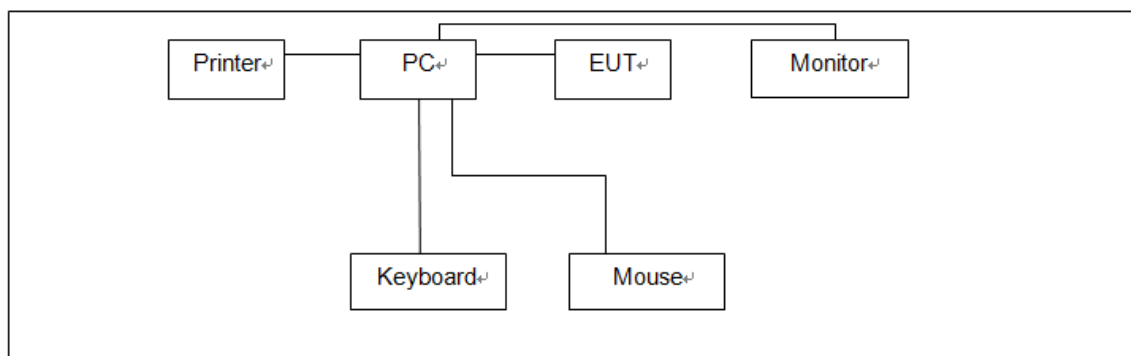 Printer
PC
EUT
Monitor
Keyboard
Mouse